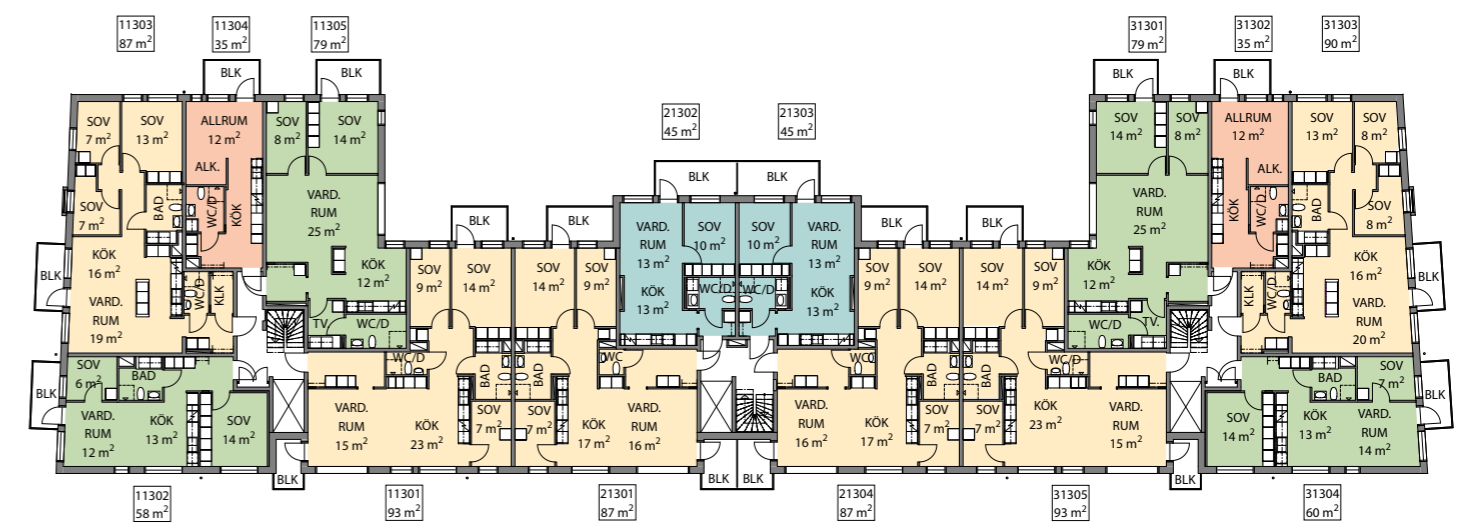 11303
87 m²
11304
35 m²
11305
79 m²
31301
79 m²
31302
35 m²
31303
90 m²
BLK
BLK
BLK
BLK
SOV
7 m²
SOV
13 m²
ALLRUM
12 m²
ALK.
SOV
8 m²
SOV
14 m²
21302
45 m²
21303
45 m²
SOV
14 m²
SOV
8 m²
ALLRUM
12 m²
ALK.
SOV
13 m²
SOV
8 m²
SOV
7 m²
BAD
WC/D
KÖK
VARD.
RUM
25 m²
BLK
BLK
VARD.
RUM
25 m²
KÖK
WC/D
BAD
SOV
8 m²
BLK
BLK
VARD.
RUM
13 m²
SOV
10 m²
SOV
10 m²
VARD.
RUM
13 m²
BLK
BLK
BLK
KÖK
16 m²
VARD.
RUM
19 m²
WC/D
KLK
KÖK
12 m²
TV.
WC/D
SOV
9 m²
SOV
14 m²
SOV
14 m²
SOV
9 m²
KÖK
13 m²
WC/D
WC/D
KÖK
13 m²
SOV
9 m²
SOV
14 m²
SOV
14 m²
SOV
9 m²
KÖK
12 m²
TV.
WC/D
KLK
WC/D
KÖK
16 m²
VARD.
RUM
20 m²
BLK
BLK
SOV
6 m²
BAD
VARD.
RUM
12 m²
KÖK
13 m²
SOV
14 m²
WC/D
VARD.
RUM
15 m²
KÖK
23 m²
BAD
SOV
7 m²
BAD
SOV
7 m²
WC
KÖK
17 m²
VARD.
RUM
16 m²
VARD.
RUM
16 m²
WC
KÖK
17 m²
BAD
SOV
7 m²
BAD
SOV
7 m²
WC/D
KÖK
23 m²
VARD.
RUM
15 m²
BAD
SOV
7 m²
SOV
14 m²
KÖK
13 m²
VARD.
RUM
14 m²
BLK
BLK
BLK
BLK
BLK
11302
58 m²
11301
93 m²
21301
87 m²
21304
87 m²
31305
93 m²
31304
60 m²